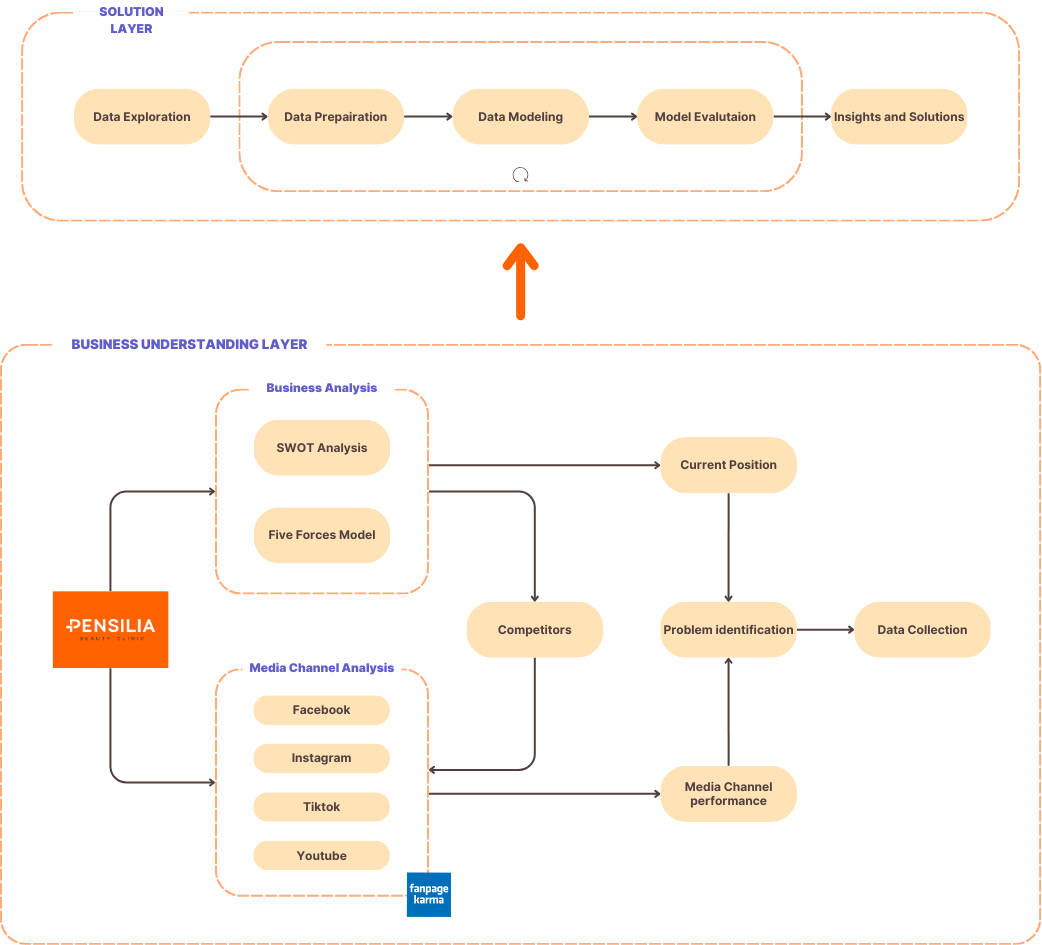 SOLUTION
LAYER
Data Exploration
Data Prepairation
Data Modeling
Model Evalutaion
Insights and Solutions
BUSINESS UNDERSTANDING LAYER
Business Analysis
SWOT Analysis
Five Forces Model
Current Position
PENSILIA
BEAUTY CLINIC
Competitors
Problem identification
Data Collection
Media Channel Analysis
Facebook
Instagram
Tiktok
Youtube
Media Channel
performance
fanpage
karma